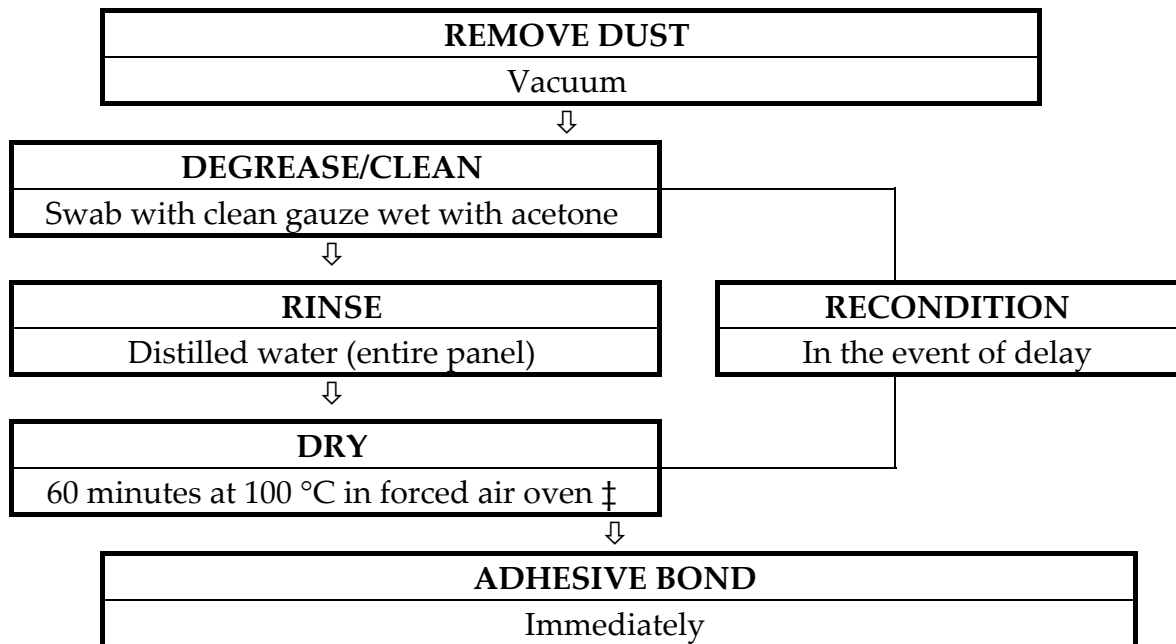 REMOVE DUST
Vacuum
⇩
DEGREASE/CLEAN
Swab with clean gauze wet with acetone
⇩
RINSE
Distilled water (entire panel)
RECONDITION
In the event of delay
⇩
DRY
60 minutes at 100 °C in forced air oven ‡
⇩
ADHESIVE BOND
Immediately